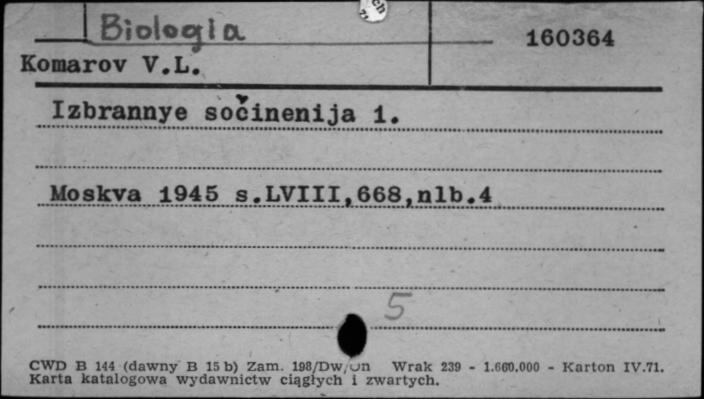 Biologia
160364
Komarov V.L.
Izbrannye sočinenija 1.
Moskva 1945 s.LVIII,668,nlb.4
5
CWD B 144 (dawny B 15 b) Zam. 198/Dw/Un Wrak 239 - 1.660.000 - Karton IV.71.
Karta katalogowa wydawnictw ciągłych i zwartych.